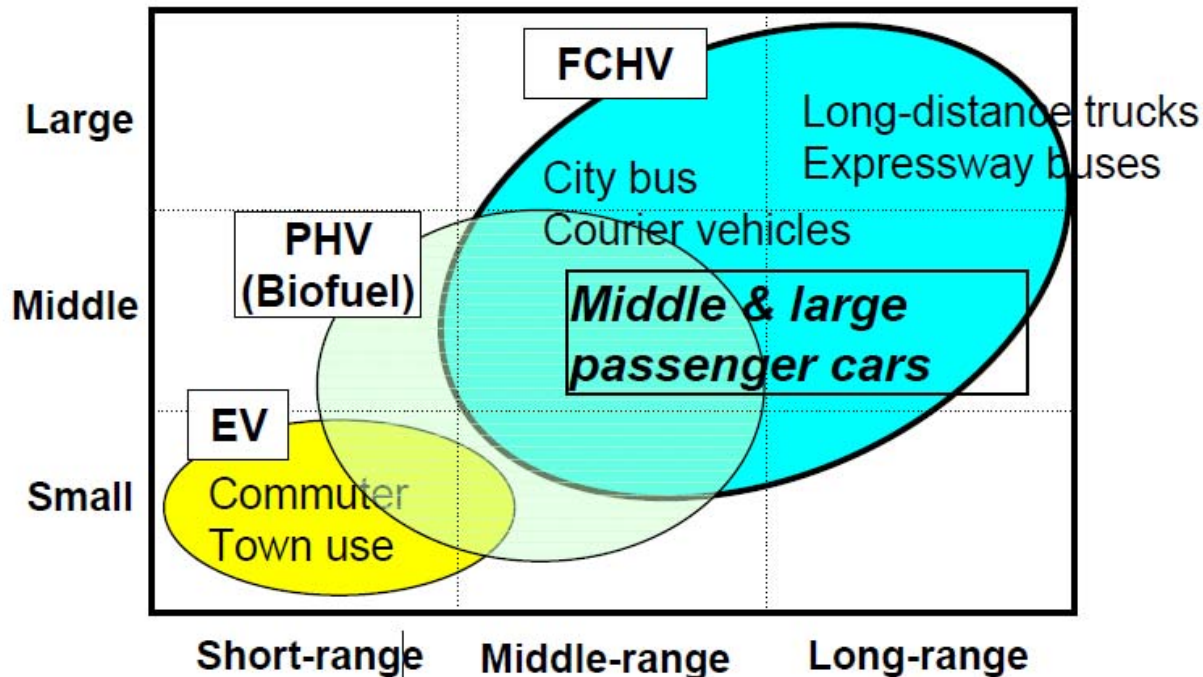 FCHV
Large
Long-distance trucks
Expressway buses
City bus
Courier vehicles
PHV
(Biofuel)
Middle
Middle & large
passenger cars
EV
Small
Commuter
Town use
Short-range
Middle-range
Long-range